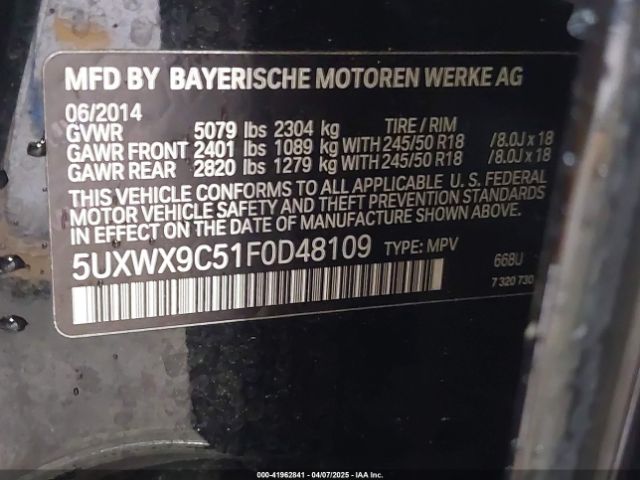 MFD BY BAYERISCHE MOTOREN WERKE AG
06/2014
GVWR 5079 lbs 2304 kg TIRE / RIM
GAWR FRONT 2401 lbs 1089 kg WITH 245/50 R18 /8.0J x 18
GAWR REAR 2820 lbs 1279 kg WITH 245/50 R18 /8.0J x 18
THIS VEHICLE CONFORMS TO ALL APPLICABLE U. S. FEDERAL
MOTOR VEHICLE SAFETY AND THEFT PREVENTION STANDARDS
IN EFFECT ON THE DATE OF MANUFACTURE SHOWN ABOVE.
5UXWX9C51F0D48109 TYPE: MPV 668U
7 320 730
000-41962841 - 04/07/2025 - IAA Inc.